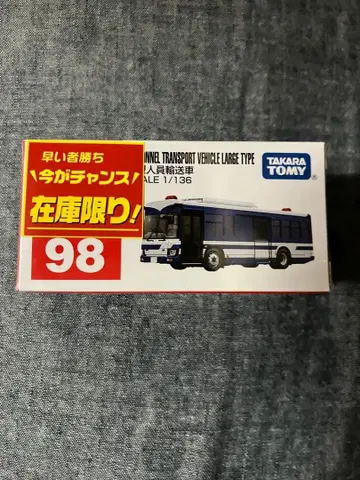 早い者勝ち
今がチャンス
在庫限り!
98
NNEL TRANSPORT VEHICLE LARGE TYPE
人員輸送車
ALE 1/136
TAKARA
TOMY
®